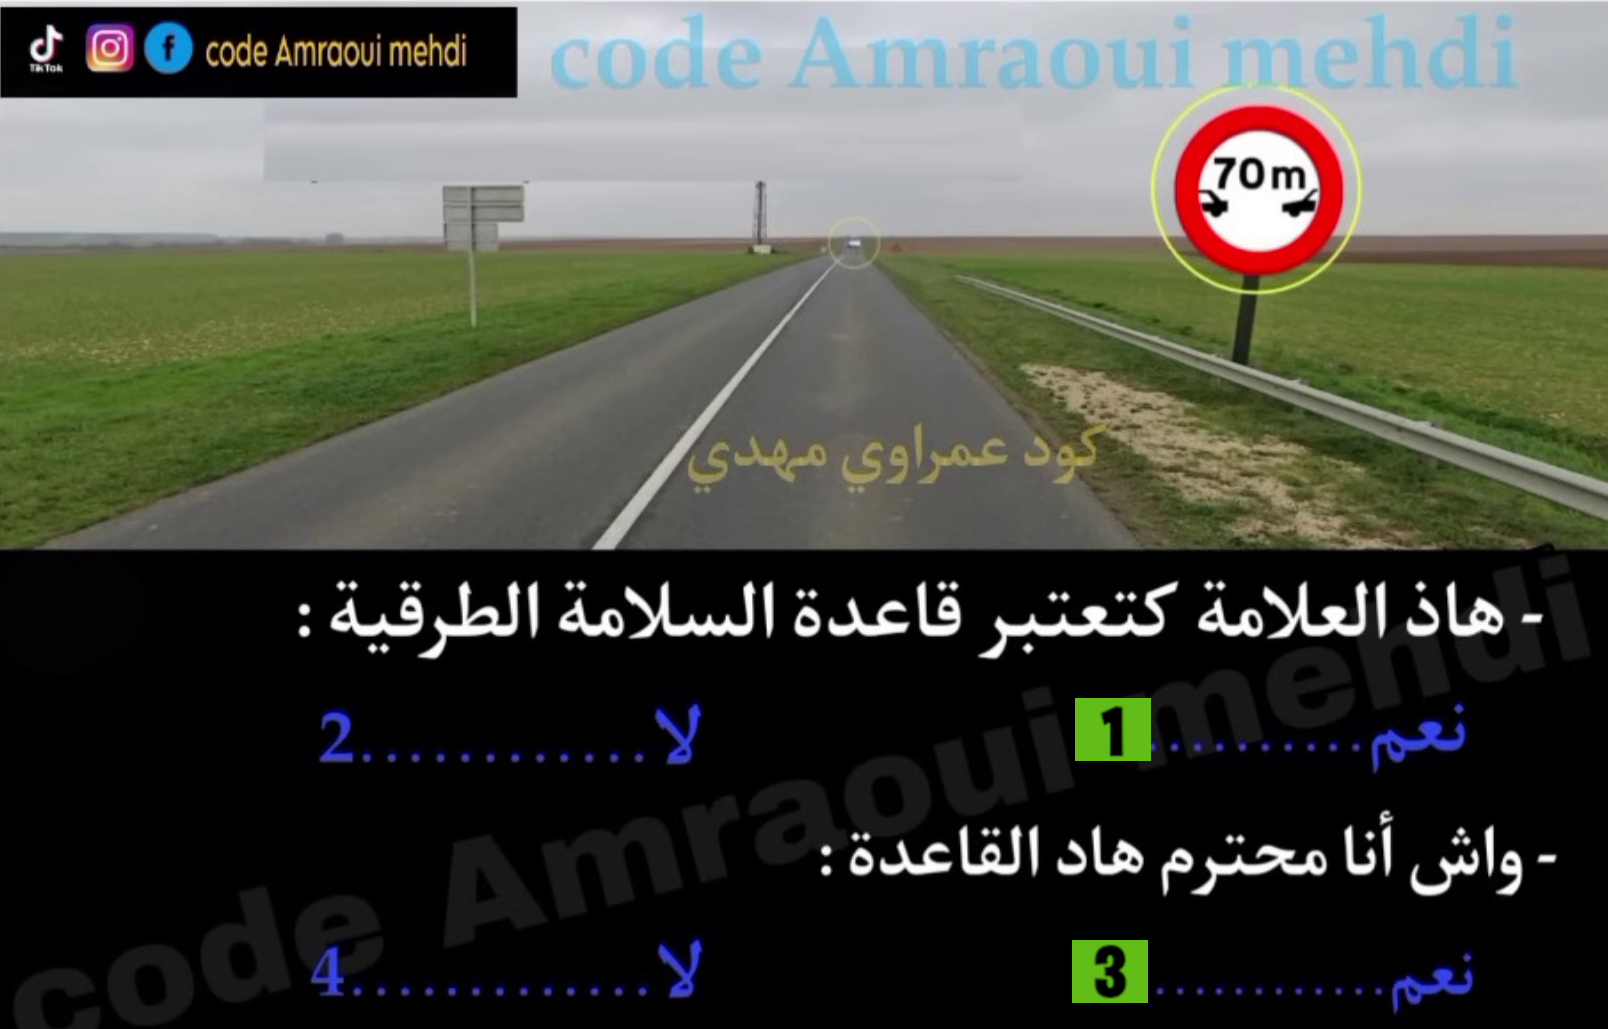 TikTok
code Amraoui mehdi
code Amraoui mehdi
70m
كود عمراوي مهدي
- هاذ العلامة كتعتبر قاعدة السلامة الطرقية :
نعم..........1
لا............2
- واش أنا محترم هاد القاعدة :
نعم............3
لا.............4
code Amraoui mehdi